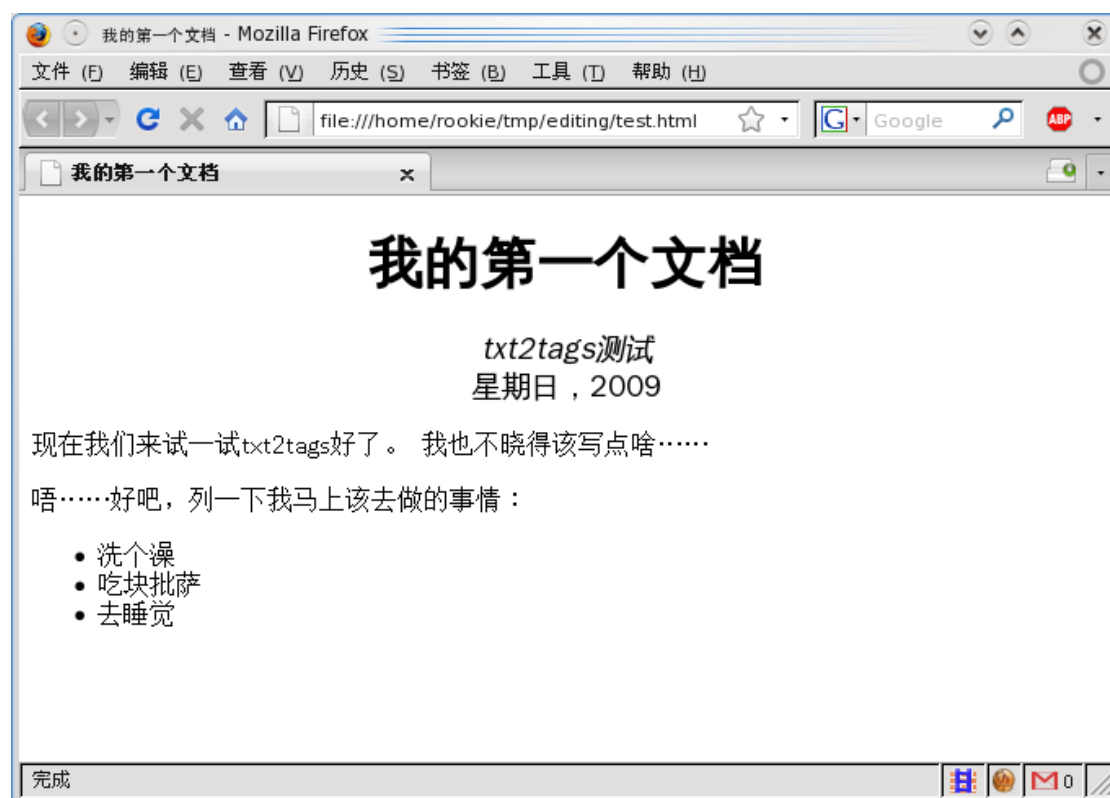 我的第一个文档 - Mozilla Firefox
文件 (F) 编辑 (E) 查看 (V) 历史 (S) 书签 (B) 工具 (T) 帮助 (H)
file:///home/rookie/tmp/editing/test.html G Google ABP
我的第一个文档
我的第一个文档
txt2tags测试
星期日，2009
现在我们来试一试txt2tags好了。 我也不晓得该写点啥……
唔……好吧，列一下我马上该去做的事情：
• 洗个澡
• 吃块批萨
• 去睡觉
完成 0